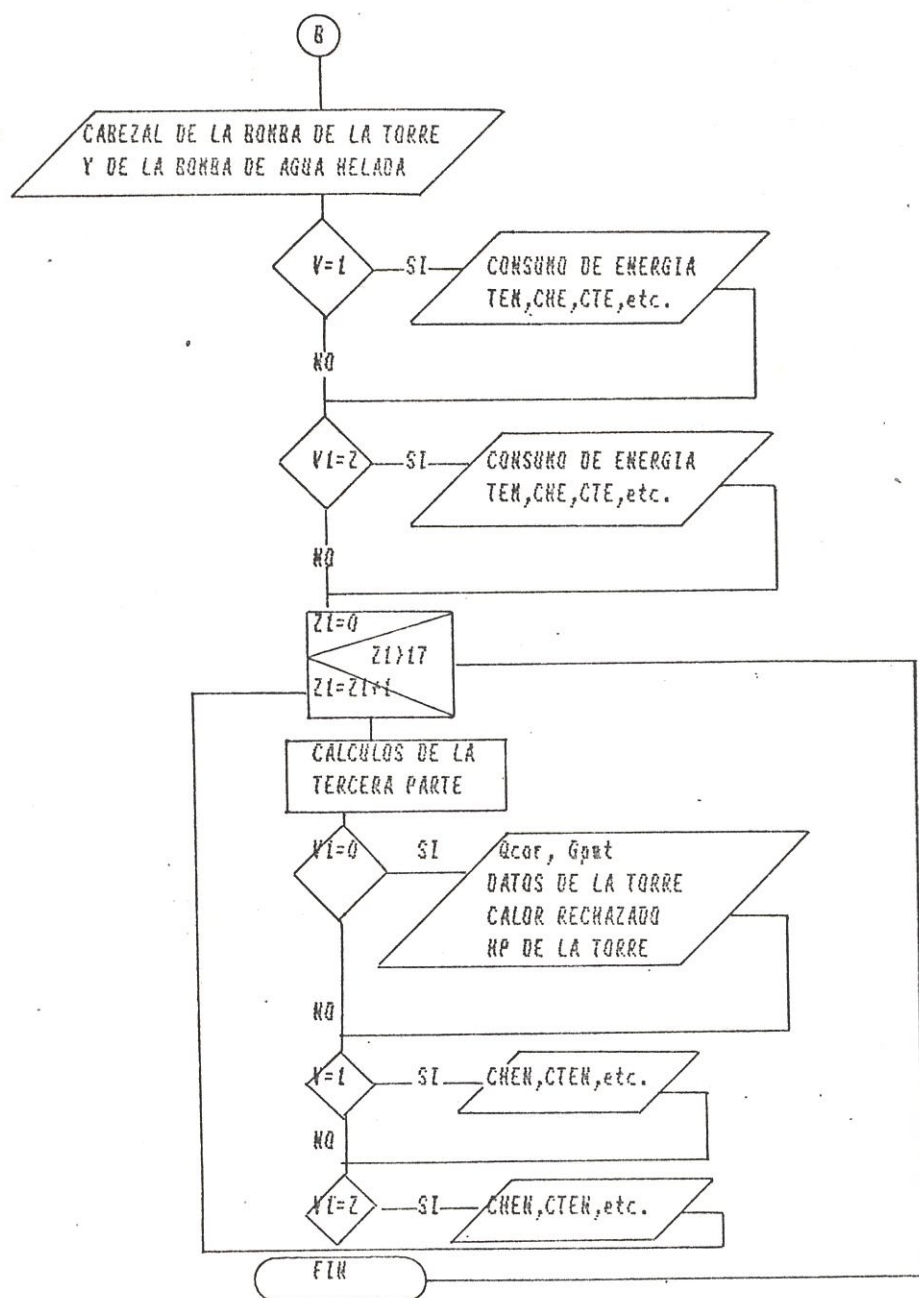 B
CABEZAL DE LA BOMBA DE LA TORRE
Y DE LA BOMBA DE AGUA HELADA
V=1
SI
CONSUMO DE ENERGIA
TEM,CHE,CTE,etc.
NO
V1=2
SI
CONSUMO DE ENERGIA
TEM,CHE,CTE,etc.
NO
Z1=0
Z1>17
Z1=Z1+1
CALCULOS DE LA
TERCERA PARTE
V1=0
SI
Qcor, Gpmt
DATOS DE LA TORRE
CALOR RECHAZADO
HP DE LA TORRE
NO
V=1
SI
CHEN,CTEN,etc.
NO
V1=2
SI
CHEN,CTEN,etc.
FIN